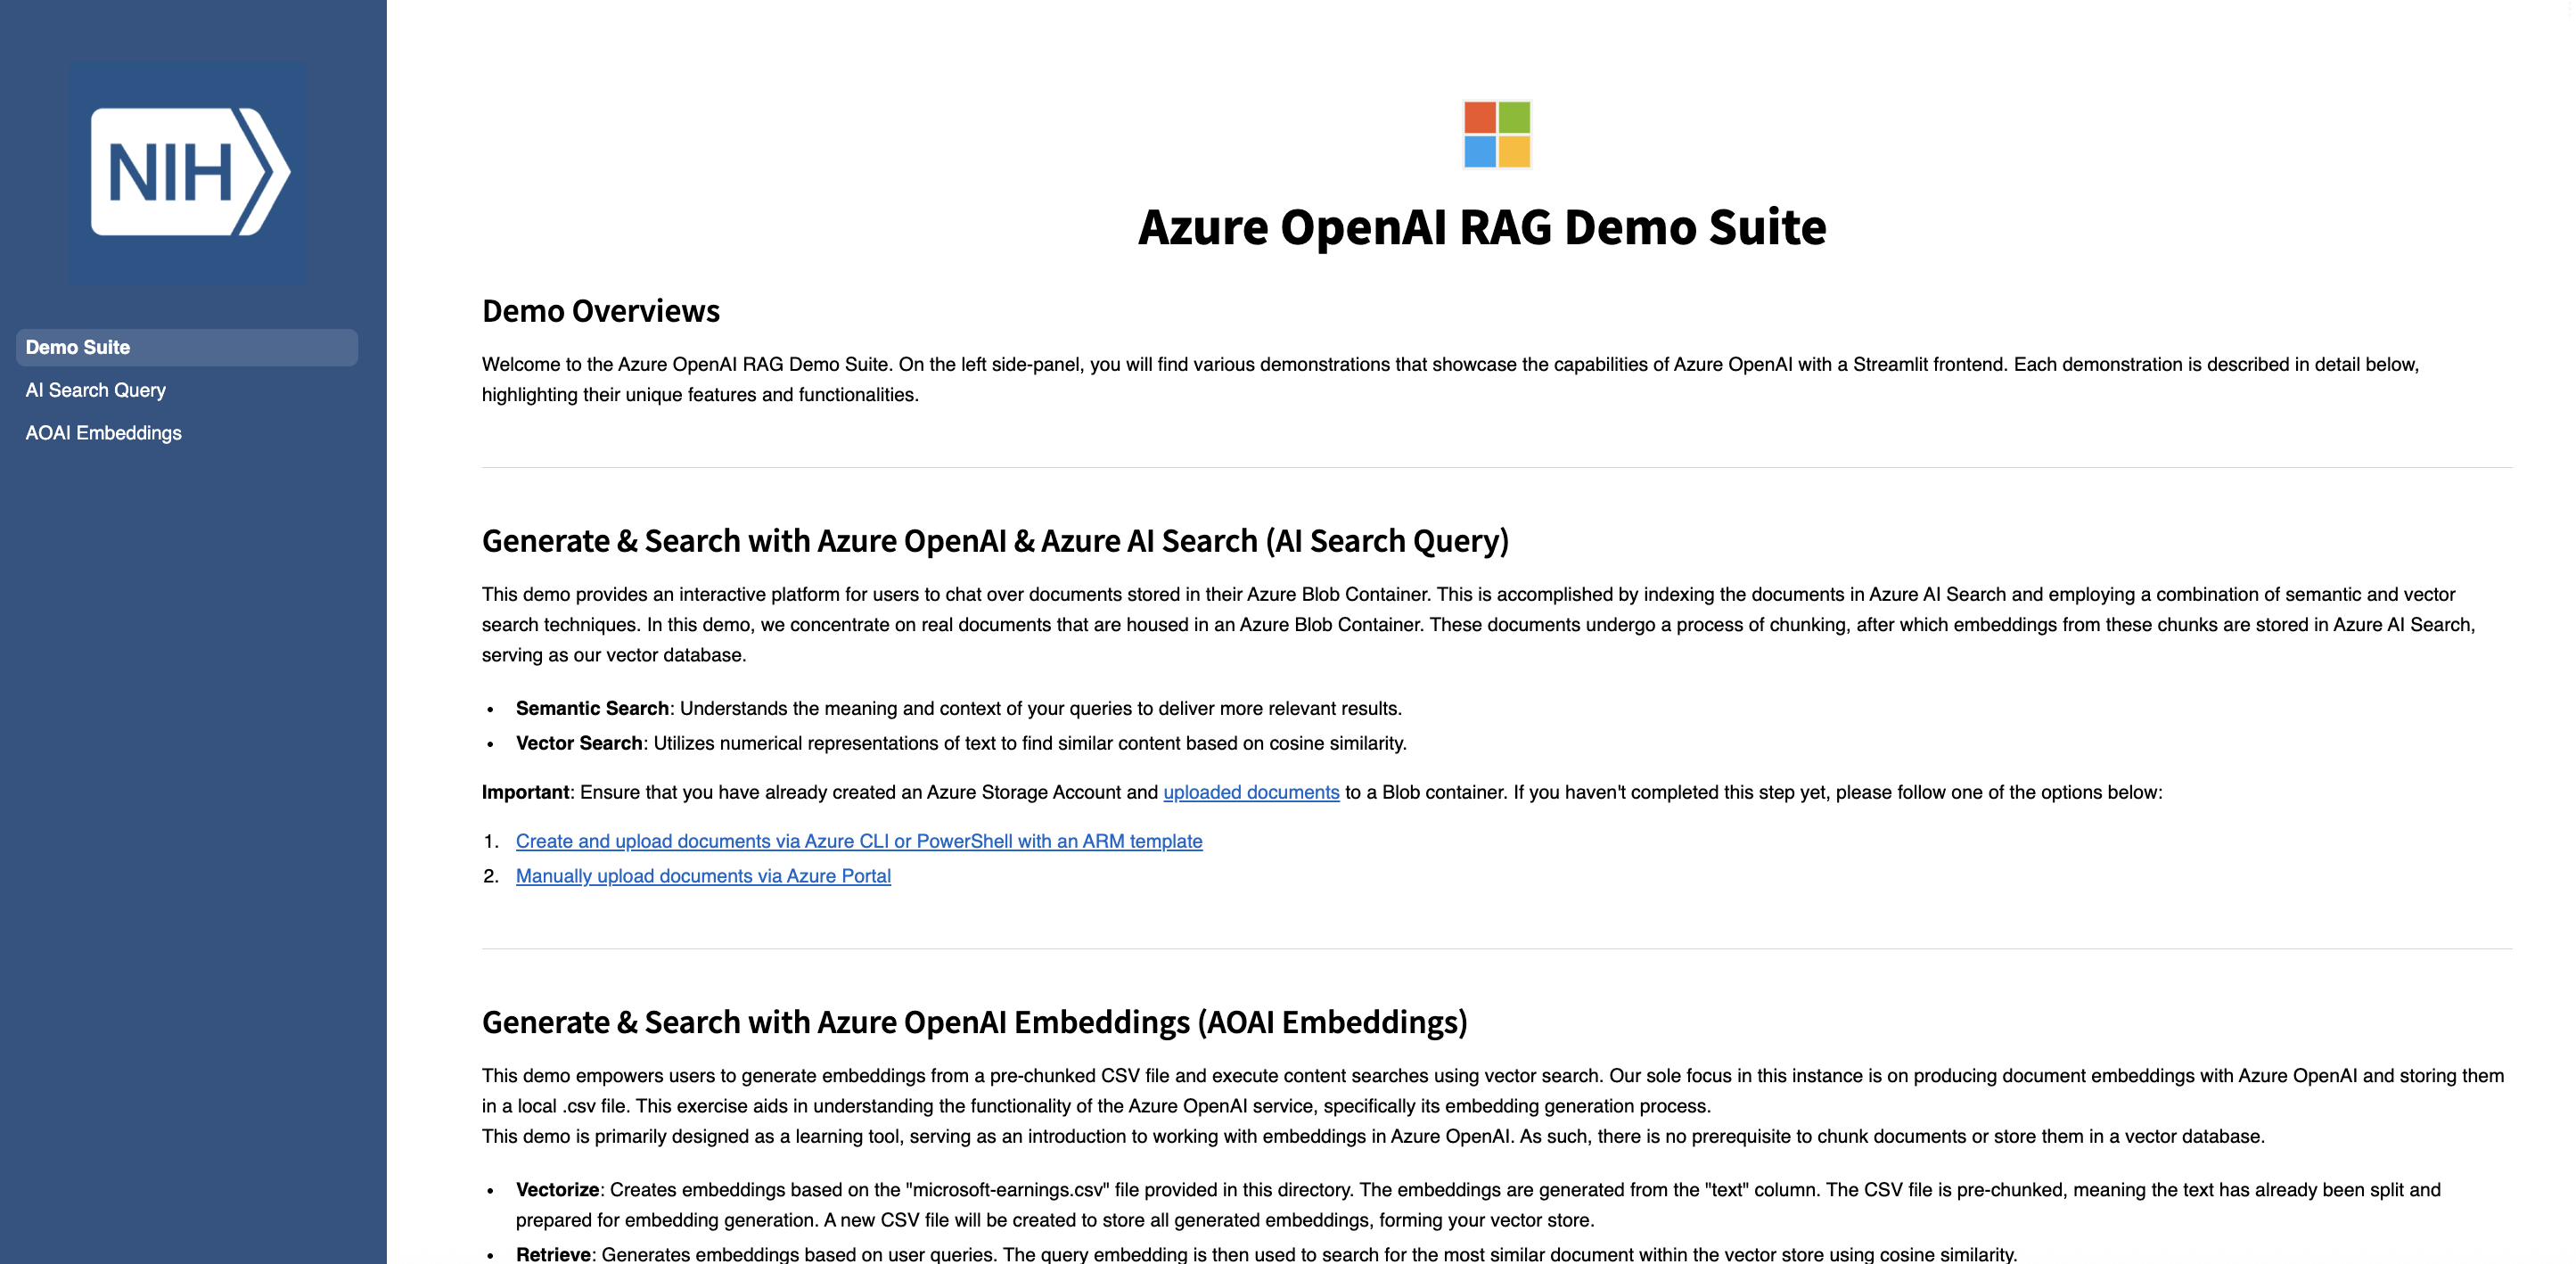 NIH
Demo Suite
AI Search Query
AOAI Embeddings
Azure OpenAI RAG Demo Suite
Demo Overviews
Welcome to the Azure OpenAI RAG Demo Suite. On the left side-panel, you will find various demonstrations that showcase the capabilities of Azure OpenAI with a Streamlit frontend. Each demonstration is described in detail below,
highlighting their unique features and functionalities.
Generate & Search with Azure OpenAI & Azure AI Search (AI Search Query)
This demo provides an interactive platform for users to chat over documents stored in their Azure Blob Container. This is accomplished by indexing the documents in Azure AI Search and employing a combination of semantic and vector
search techniques. In this demo, we concentrate on real documents that are housed in an Azure Blob Container. These documents undergo a process of chunking, after which embeddings from these chunks are stored in Azure AI Search,
serving as our vector database.
• Semantic Search: Understands the meaning and context of your queries to deliver more relevant results.
• Vector Search: Utilizes numerical representations of text to find similar content based on cosine similarity.
Important: Ensure that you have already created an Azure Storage Account and uploaded documents to a Blob container. If you haven't completed this step yet, please follow one of the options below:
1. Create and upload documents via Azure CLI or PowerShell with an ARM template
2. Manually upload documents via Azure Portal
Generate & Search with Azure OpenAI Embeddings (AOAI Embeddings)
This demo empowers users to generate embeddings from a pre-chunked CSV file and execute content searches using vector search. Our sole focus in this instance is on producing document embeddings with Azure OpenAI and storing them
in a local .csv file. This exercise aids in understanding the functionality of the Azure OpenAI service, specifically its embedding generation process.
This demo is primarily designed as a learning tool, serving as an introduction to working with embeddings in Azure OpenAI. As such, there is no prerequisite to chunk documents or store them in a vector database.
• Vectorize: Creates embeddings based on the "microsoft-earnings.csv" file provided in this directory. The embeddings are generated from the "text" column. The CSV file is pre-chunked, meaning the text has already been split and
prepared for embedding generation. A new CSV file will be created to store all generated embeddings, forming your vector store.
• Retrieve: Generates embeddings based on user queries. The query embedding is then used to search for the most similar document within the vector store using cosine similarity.